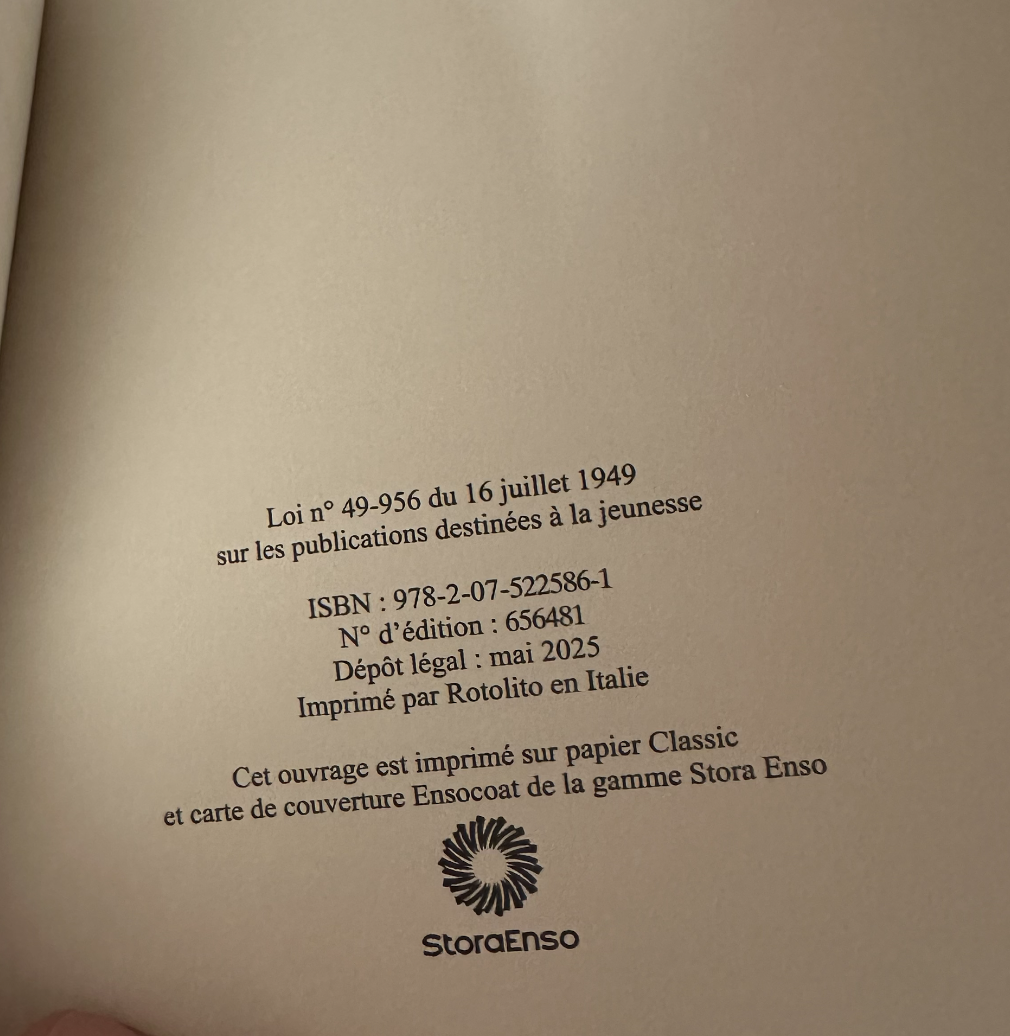 Loi n° 49-956 du 16 juillet 1949
sur les publications destinées à la jeunesse
ISBN : 978-2-07-522586-1
N° d'édition : 656481
Dépôt légal : mai 2025
Imprimé par Rotolito en Italie
Cet ouvrage est imprimé sur papier Classic
et carte de couverture Ensocoat de la gamme Stora Enso
StoraEnso